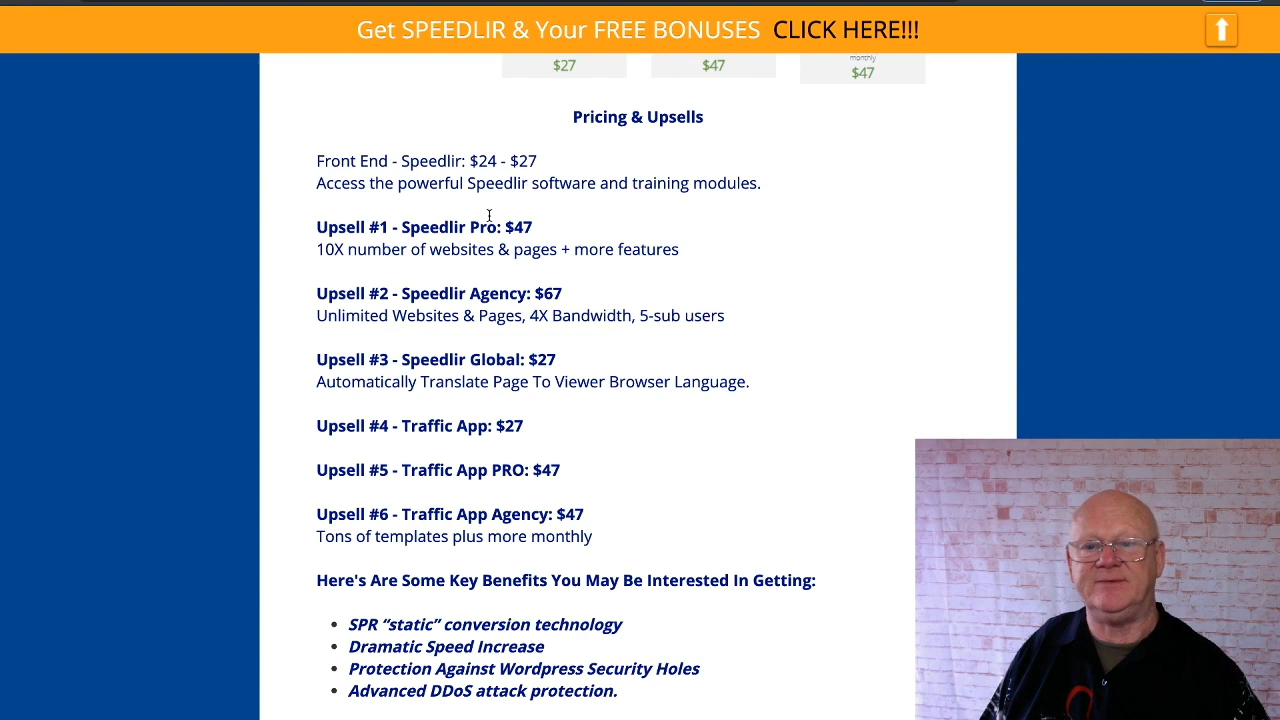 Get SPEEDLIR & Your FREE BONUSES CLICK HERE!!!
monthly
$27 $47 $47
Pricing & Upsells
Front End - Speedlir: $24 - $27
Access the powerful Speedlir software and training modules.
Upsell #1 - Speedlir Pro: $47
10X number of websites & pages + more features
Upsell #2 - Speedlir Agency: $67
Unlimited Websites & Pages, 4X Bandwidth, 5-sub users
Upsell #3 - Speedlir Global: $27
Automatically Translate Page To Viewer Browser Language.
Upsell #4 - Traffic App: $27
Upsell #5 - Traffic App PRO: $47
Upsell #6 - Traffic App Agency: $47
Tons of templates plus more monthly
Here's Are Some Key Benefits You May Be Interested In Getting:
SPR “static” conversion technology
Dramatic Speed Increase
Protection Against Wordpress Security Holes
Advanced DDoS attack protection.